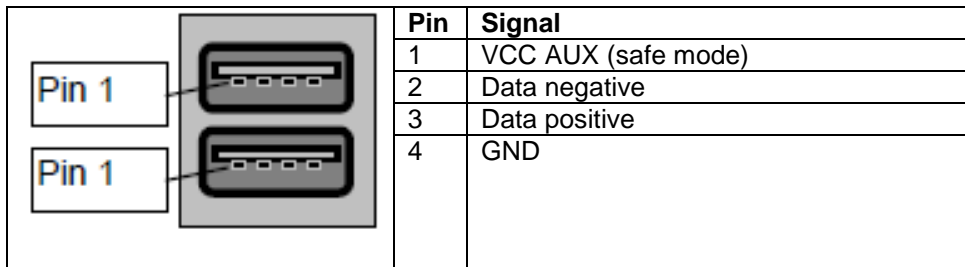 Pin 1
Pin 1
Pin Signal
1 VCC AUX (safe mode)
2 Data negative
3 Data positive
4 GND